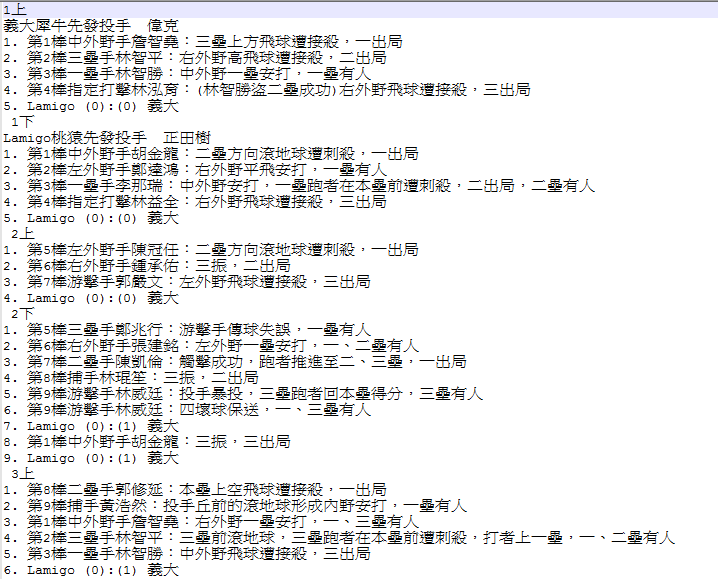 1上
義大犀牛先發投手　偉克
1. 第1棒中外野手詹智堯：三壘上方飛球遭接殺，一出局
2. 第2棒三壘手林智平：右外野高飛球遭接殺，二出局
3. 第3棒一壘手林智勝：中外野一壘安打，一壘有人
4. 第4棒指定打擊林泓育：(林智勝盜二壘成功)右外野飛球遭接殺，三出局
5. Lamigo (0):(0) 義大
1下
Lamigo桃猿先發投手　正田樹
1. 第1棒中外野手胡金龍：二壘方向滾地球遭刺殺，一出局
2. 第2棒左外野手鄭達鴻：右外野平飛安打，一壘有人
3. 第3棒一壘手李那瑞：中外野安打，一壘跑者在本壘前遭刺殺，二出局，二壘有人
4. 第4棒指定打擊林益全：右外野飛球遭接殺，三出局
5. Lamigo (0):(0) 義大
2上
1. 第5棒左外野手陳冠任：二壘方向滾地球遭刺殺，一出局
2. 第6棒右外野手鍾承佑：三振，二出局
3. 第7棒游擊手郭嚴文：左外野飛球遭接殺，三出局
4. Lamigo (0):(0) 義大
2下
1. 第5棒三壘手鄭兆行：游擊手傳球失誤，一壘有人
2. 第6棒右外野手張建銘：左外野一壘安打，一、二壘有人
3. 第7棒二壘手陳凱倫：觸擊成功，跑者推進至二、三壘，一出局
4. 第8棒捕手林琨笙：三振，二出局
5. 第9棒游擊手林威廷：投手暴投，三壘跑者回本壘得分，三壘有人
6. 第9棒游擊手林威廷：四壞球保送，一、三壘有人
7. Lamigo (0):(1) 義大
8. 第1棒中外野手胡金龍：三振，三出局
9. Lamigo (0):(1) 義大
3上
1. 第8棒二壘手郭修延：本壘上空飛球遭接殺，一出局
2. 第9棒捕手黃浩然：投手丘前的滾地球形成內野安打，一壘有人
3. 第1棒中外野手詹智堯：右外野一壘安打，一、三壘有人
4. 第2棒三壘手林智平：三壘前滾地球，三壘跑者在本壘前遭刺殺，打者上一壘，一、二壘有人
5. 第3棒一壘手林智勝：中外野飛球遭接殺，三出局
6. Lamigo (0):(1) 義大